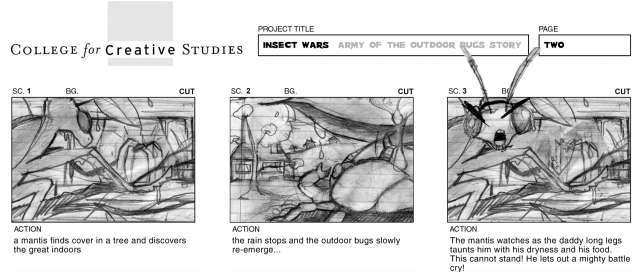 COLLEGE for Creative STUDIES
PROJECT TITLE
INSECT WARS ARMY OF THE OUTDOOR BUGS STORY
PAGE
TWO
SC. 1 BG. CUT
SC. 2 BG. CUT
SC. 3 BG. CUT
ACTION
a mantis finds cover in a tree and discovers
the great indoors
ACTION
the rain stops and the outdoor bugs slowly
re-emerge...
ACTION
The mantis watches as the daddy long legs
taunts him with his dryness and his food.
This cannot stand! He lets out a mighty battle
cry!